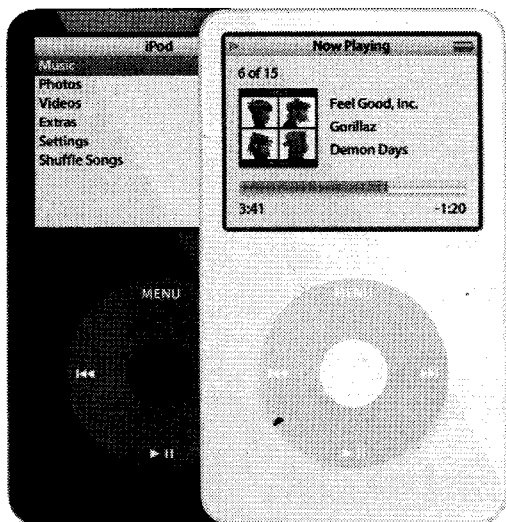 iPod
Music
Photos
Videos
Extras
Settings
Shuffle Songs
MENU
Now Playing
6 of 15
Feel Good, Inc.
Gorillaz
Demon Days
3:41
-1:20
MENU